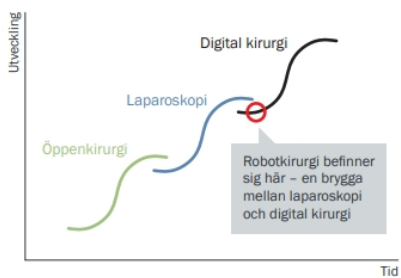 Utveckling
Digital kirurgi
Laparoskopi
Öppenkirurgi
Robotkirurgi befinner
sig här – en brygga
mellan laparoskopi
och digital kirurgi
Tid